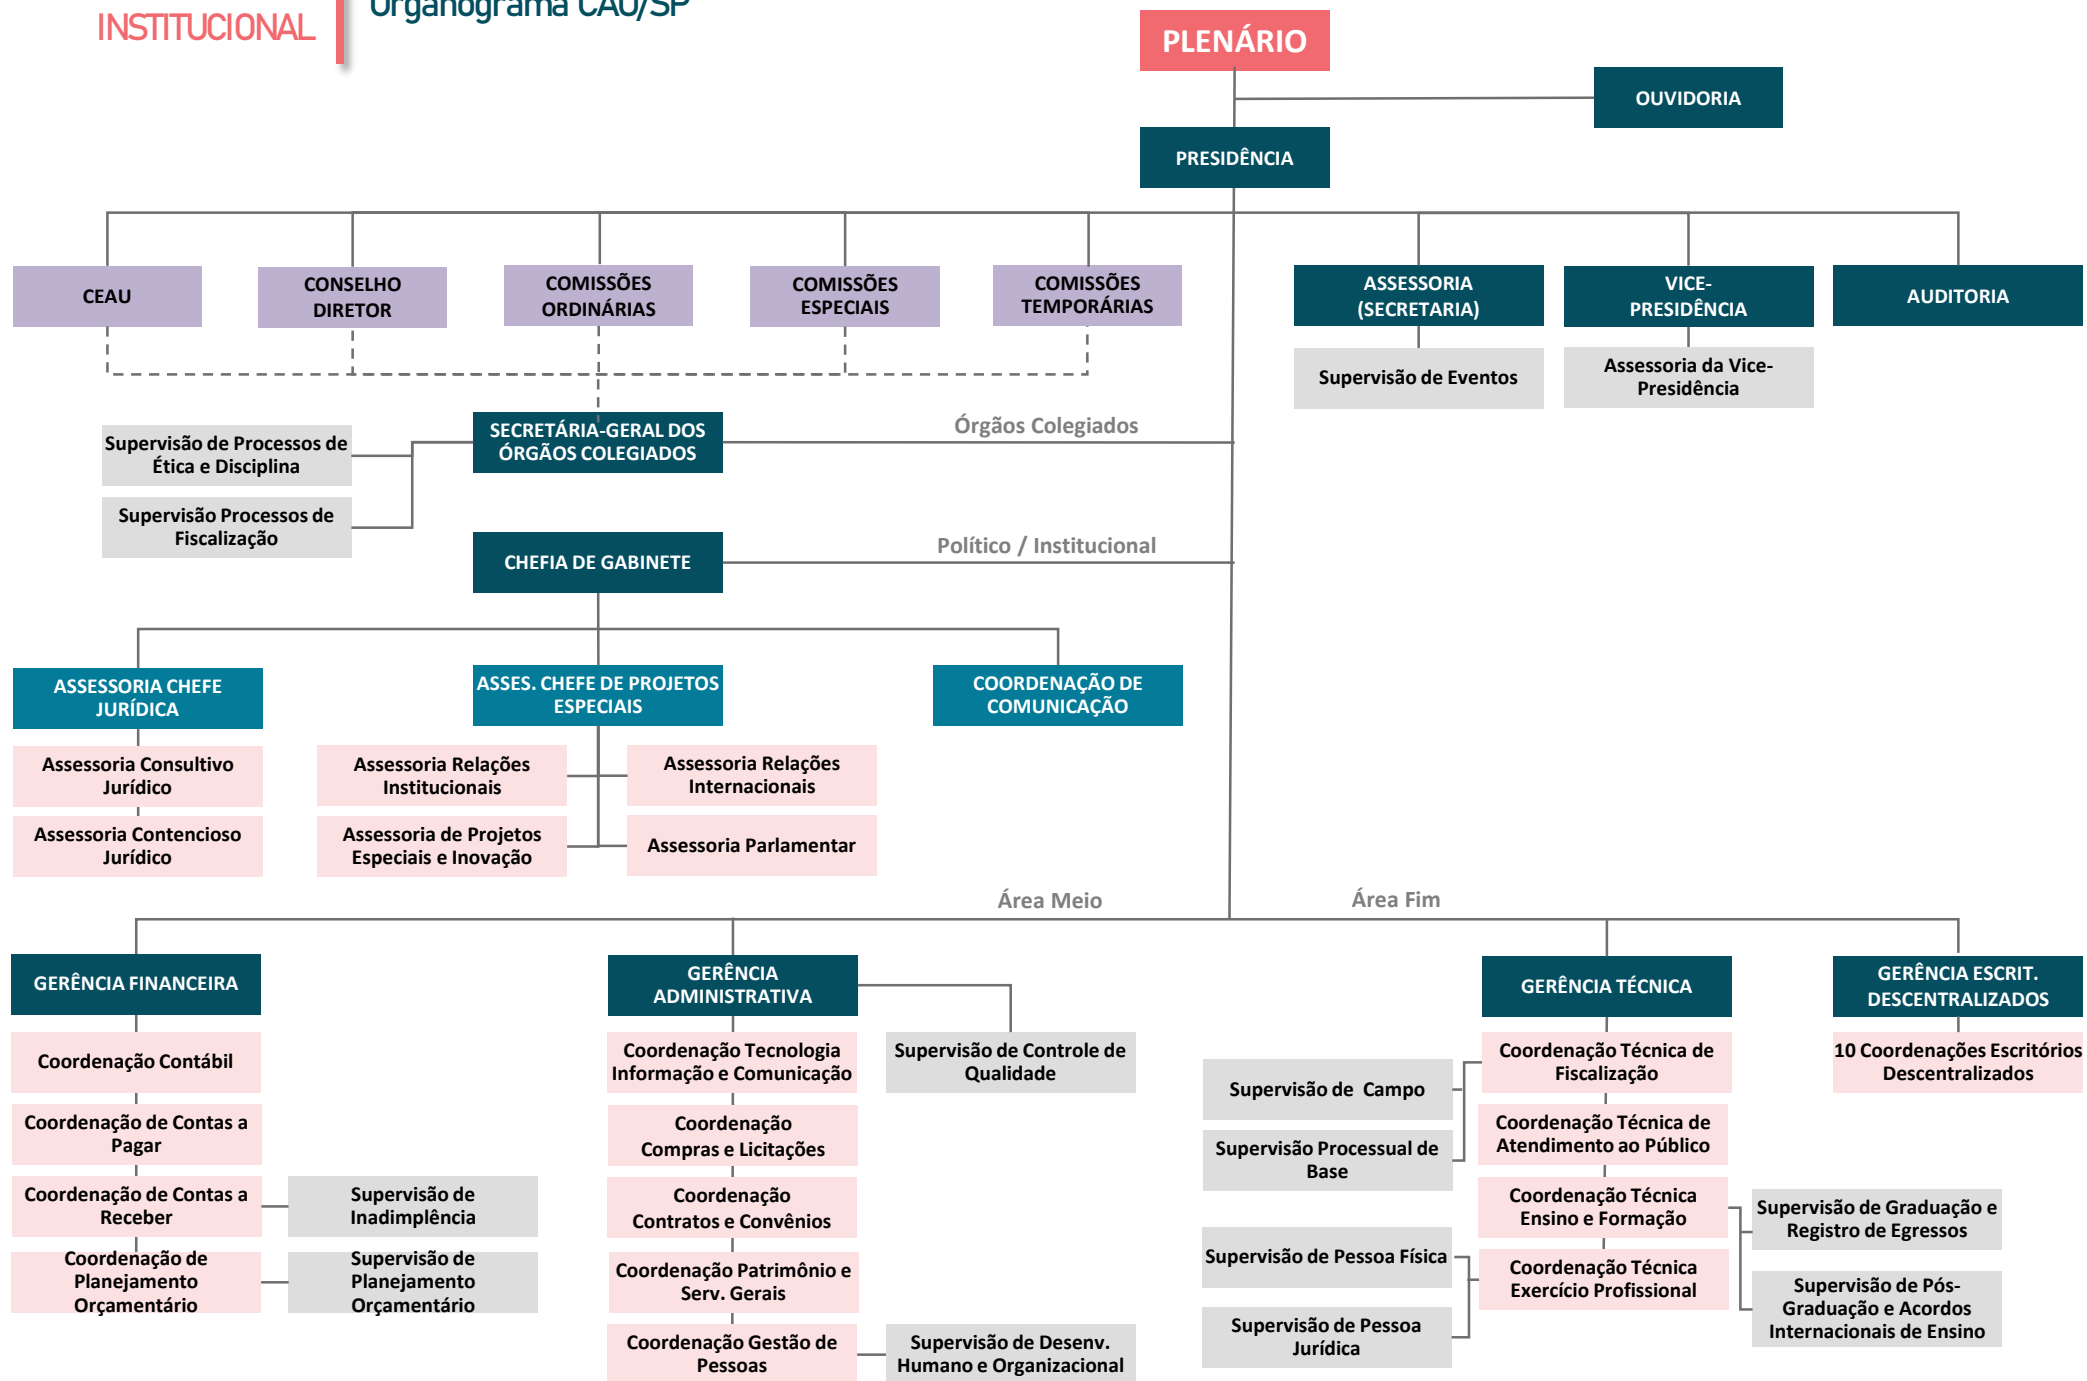 INSTITUCIONAL
Organograma CAU/SP
PLENÁRIO
OUVIDORIA
PRESIDÊNCIA
CEAU
CONSELHO
DIRETOR
COMISSÕES
ORDINÁRIAS
COMISSÕES
ESPECIAIS
COMISSÕES
TEMPORÁRIAS
ASSESSORIA
(SECRETARIA)
VICE-
PRESIDÊNCIA
AUDITORIA
Supervisão de Eventos
Assessoria da Vice-
Presidência
SECRETÁRIA-GERAL DOS
ÓRGÃOS COLEGIADOS
Órgãos Colegiados
Supervisão de Processos de
Ética e Disciplina
Supervisão Processos de
Fiscalização
CHEFIA DE GABINETE
Político / Institucional
ASSESSORIA CHEFE
JURÍDICA
ASSES. CHEFE DE PROJETOS
ESPECIAIS
COORDENAÇÃO DE
COMUNICAÇÃO
Assessoria Consultivo
Jurídico
Assessoria Relações
Institucionais
Assessoria Relações
Internacionais
Assessoria Contencioso
Jurídico
Assessoria de Projetos
Especiais e Inovação
Assessoria Parlamentar
Área Meio
Área Fim
GERÊNCIA FINANCEIRA
GERÊNCIA
ADMINISTRATIVA
GERÊNCIA TÉCNICA
GERÊNCIA ESCRIT.
DESCENTRALIZADOS
Coordenação Contábil
Coordenação de Contas a
Pagar
Coordenação de Contas a
Receber
Supervisão de
Inadimplência
Coordenação de
Planejamento
Orçamentário
Supervisão de
Planejamento
Orçamentário
Coordenação Tecnologia
Informação e Comunicação
Supervisão de Controle de
Qualidade
Coordenação
Compras e Licitações
Coordenação
Contratos e Convênios
Coordenação Patrimônio e
Serv. Gerais
Coordenação Gestão de
Pessoas
Supervisão de Desenv.
Humano e Organizacional
Coordenação Técnica de
Fiscalização
Supervisão de  Campo
Supervisão Processual de
Base
Coordenação Técnica de
Atendimento ao Público
Coordenação Técnica
Ensino e Formação
Supervisão de Graduação e
Registro de Egressos
Supervisão de Pós-
Graduação e Acordos
Internacionais de Ensino
Coordenação Técnica
Exercício Profissional
Supervisão de Pessoa Física
Supervisão de Pessoa
Jurídica
10 Coordenações Escritórios
Descentralizados